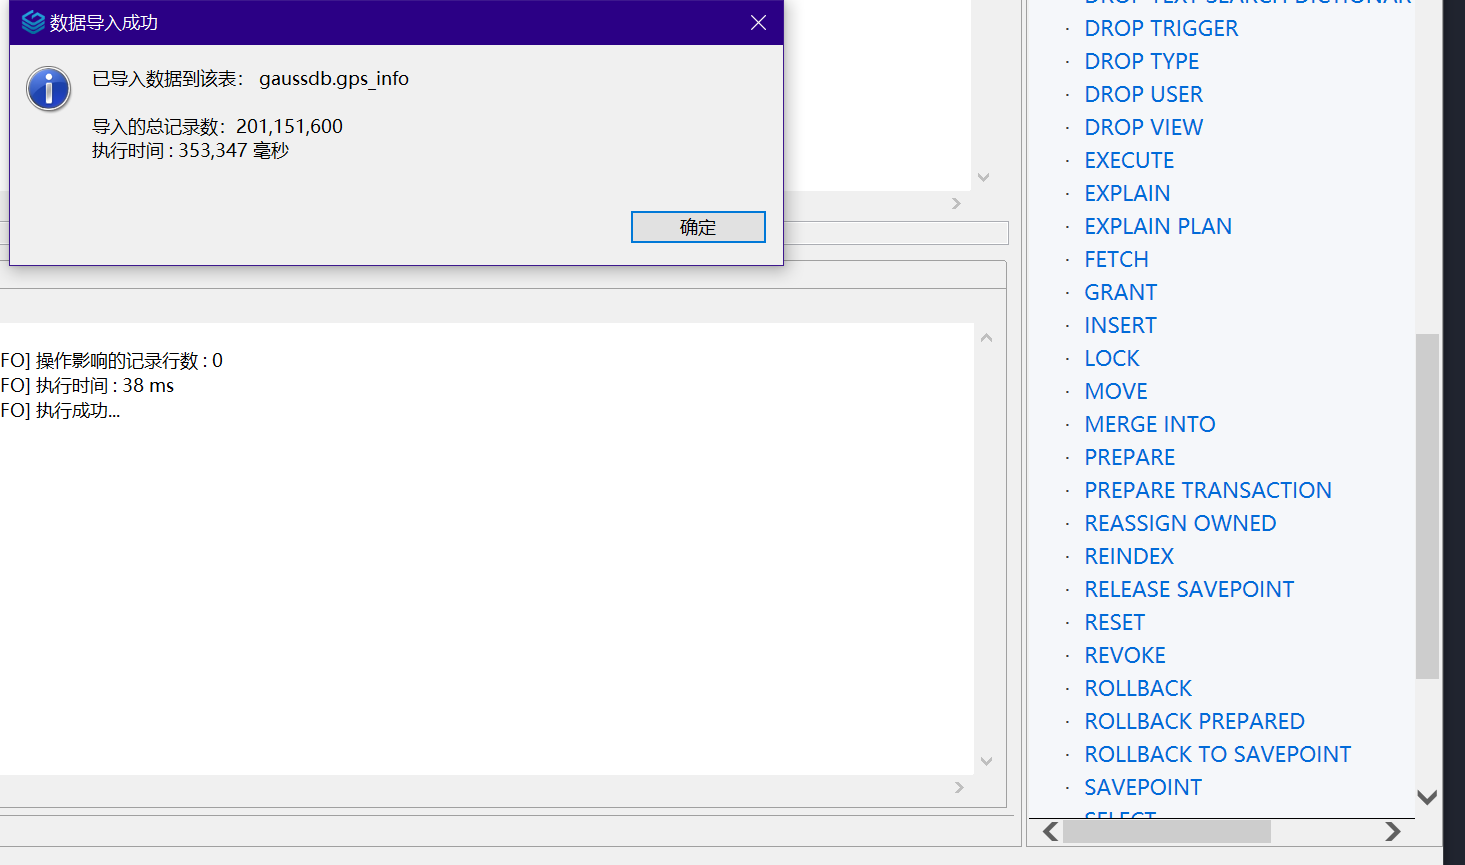 数据导入成功
已导入数据到该表： gaussdb.gps_info
导入的总记录数：201,151,600
执行时间 : 353,347 毫秒
确定
FO] 操作影响的记录行数 : 0
FO] 执行时间 : 38 ms
FO] 执行成功...
DROP TEXT SEARCH DICTIONAR
· DROP TRIGGER
· DROP TYPE
· DROP USER
· DROP VIEW
· EXECUTE
· EXPLAIN
· EXPLAIN PLAN
· FETCH
· GRANT
· INSERT
· LOCK
· MOVE
· MERGE INTO
· PREPARE
· PREPARE TRANSACTION
· REASSIGN OWNED
· REINDEX
· RELEASE SAVEPOINT
· RESET
· REVOKE
· ROLLBACK
· ROLLBACK PREPARED
· ROLLBACK TO SAVEPOINT
· SAVEPOINT
· SELECT